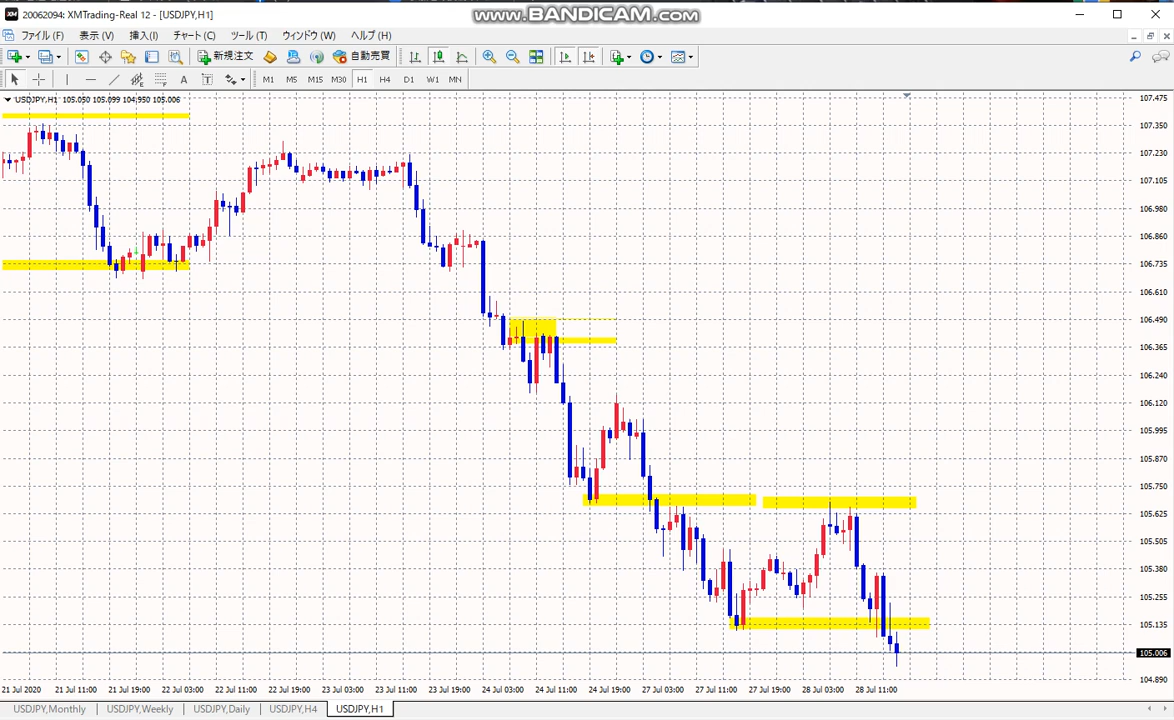 20062094: XMTrading-Real 12 - [USDJPY,H1]
www.BANDICAM.com
ファイル (F) 表示 (V) 挿入(I) チャート (C) ツール (T) ウィンドウ (W) ヘルプ (H)
新規注文 自動売買
A T M1 M5 M15 M30 H1 H4 D1 W1 MN
USDJPY,H1 105.050 105.099 104.950 105.006
107.475
107.350
107.230
107.105
106.980
106.860
106.735
106.610
106.490
106.365
106.240
106.120
105.995
105.870
105.750
105.625
105.505
105.380
105.255
105.135
105.006
104.890
21 Jul 2020 21 Jul 11:00 21 Jul 19:00 22 Jul 03:00 22 Jul 11:00 22 Jul 19:00 23 Jul 03:00 23 Jul 11:00 23 Jul 19:00 24 Jul 03:00 24 Jul 11:00 24 Jul 19:00 27 Jul 03:00 27 Jul 11:00 27 Jul 19:00 28 Jul 03:00 28 Jul 11:00
USDJPY,Monthly USDJPY,Weekly USDJPY,Daily USDJPY,H4 USDJPY,H1